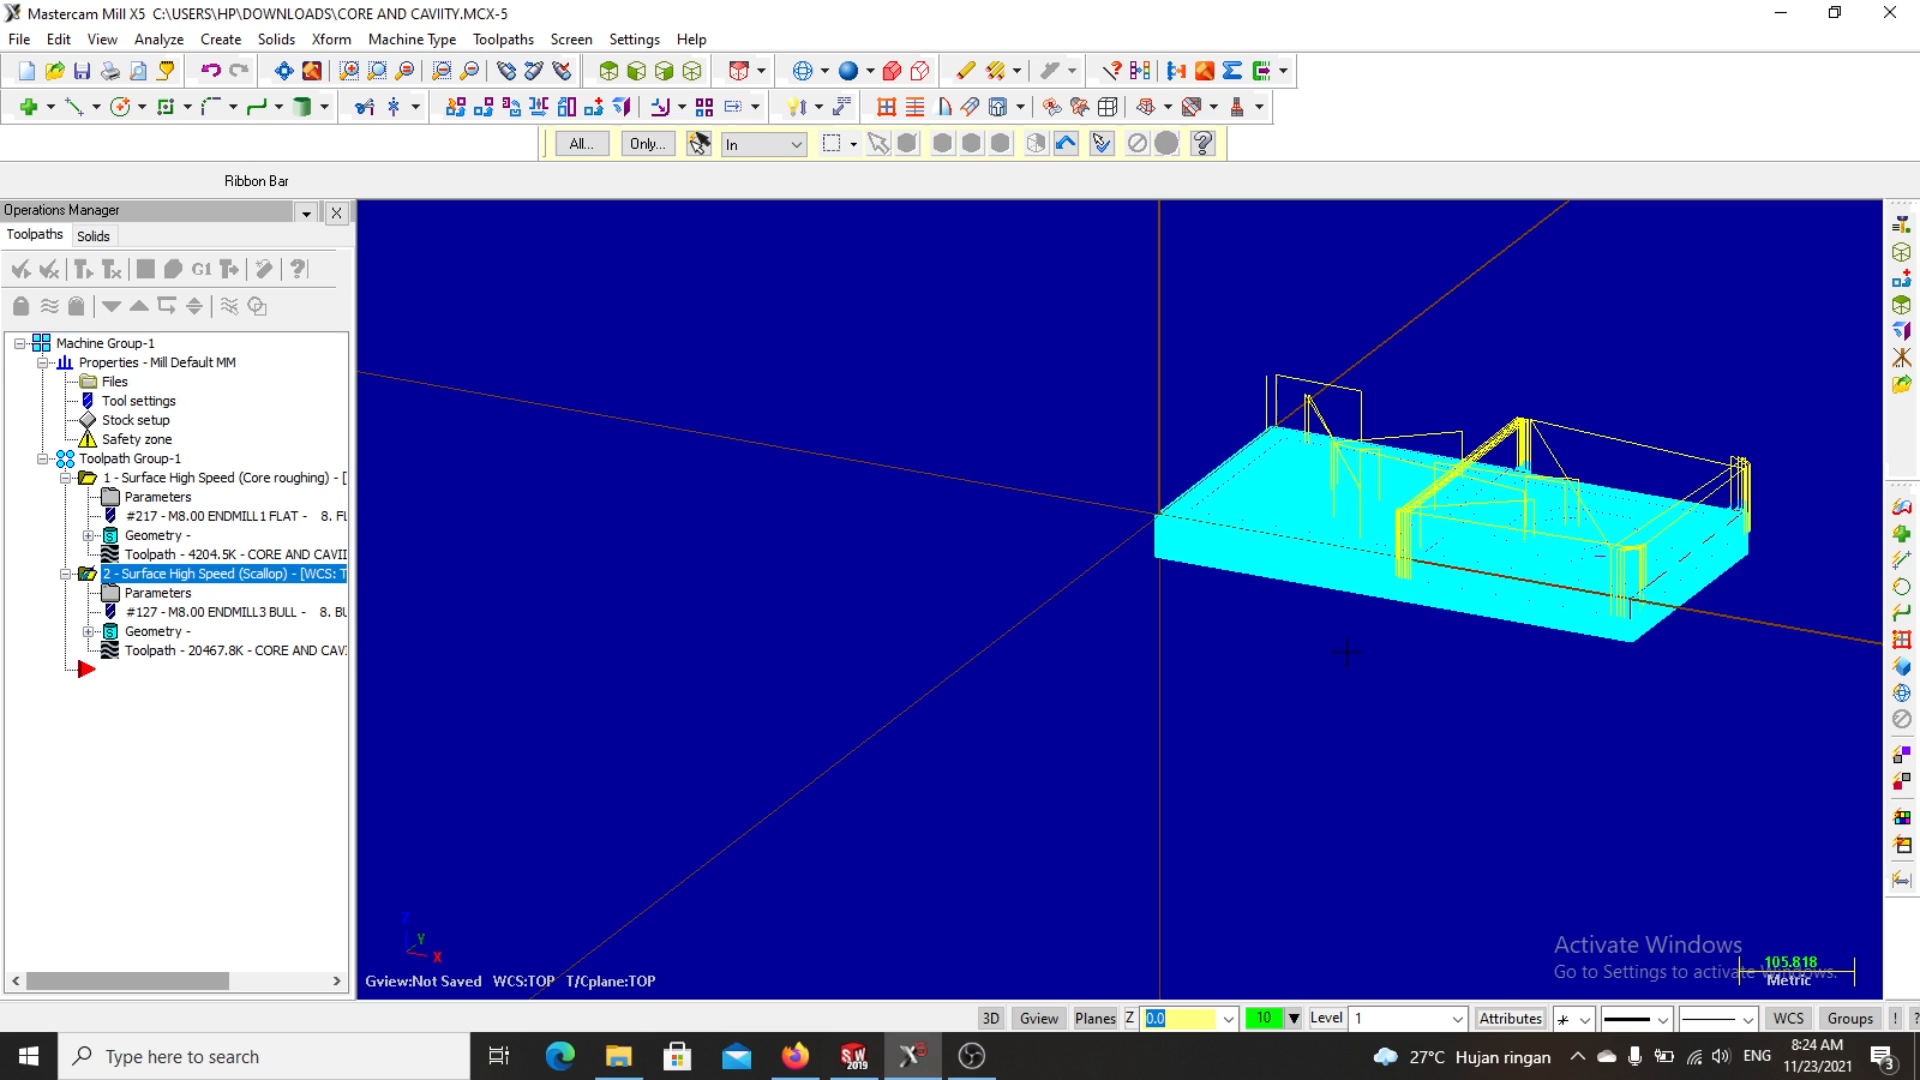 Mastercam Mill X5  C:\USERS\HP\DOWNLOADS\CORE AND CAVIITY.MCX-5
File Edit View Analyze Create Solids Xform Machine Type Toolpaths Screen Settings Help
All... Only... In
Ribbon Bar
Operations Manager
Toolpaths Solids
G1
Machine Group-1
Properties - Mill Default MM
Files
Tool settings
Stock setup
Safety zone
Toolpath Group-1
1 - Surface High Speed (Core roughing) - [
Parameters
#217 - M8.00 ENDMILL1 FLAT - 8. FL
Geometry -
Toolpath - 4204.5K - CORE AND CAVII
2 - Surface High Speed (Scallop) - [WCS: T
Parameters
#127 - M8.00 ENDMILL3 BULL - 8. BU
Geometry -
Toolpath - 20467.8K - CORE AND CAV
Z
Y
X
Gview:Not Saved WCS:TOP T/Cplane:TOP
Activate Windows
Go to Settings to activate Windows.
105.818
Metric
3D Gview Planes Z 0.0 10 Level 1 Attributes WCS Groups ! ?
Type here to search
SW 2019
27°C Hujan ringan
ENG
8:24 AM
11/23/2021
3